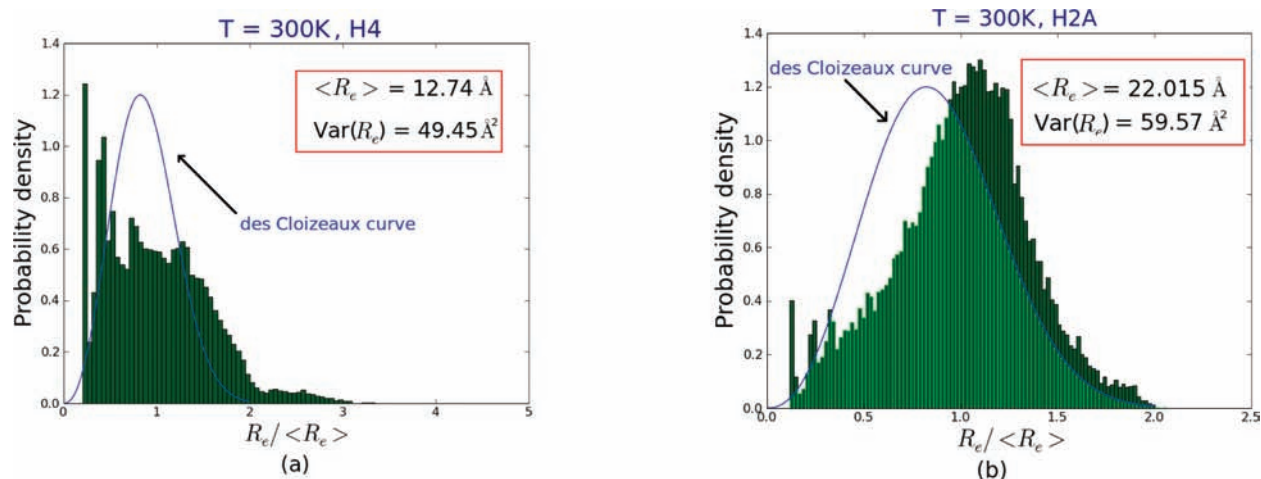 T = 300K, H4
1.4
1.2
1.0
0.8
0.6
0.4
0.2
0.0
Probability density
<R_e> = 12.74 Å
Var(R_e) = 49.45 Å²
des Cloizeaux curve
0 1 2 3 4 5
R_e/<R_e>
(a)
T = 300K, H2A
1.4
1.2
1.0
0.8
0.6
0.4
0.2
0.0
Probability density
des Cloizeaux curve
<R_e> = 22.015 Å
Var(R_e) = 59.57 Å²
0.0 0.5 1.0 1.5 2.0 2.5
R_e/<R_e>
(b)